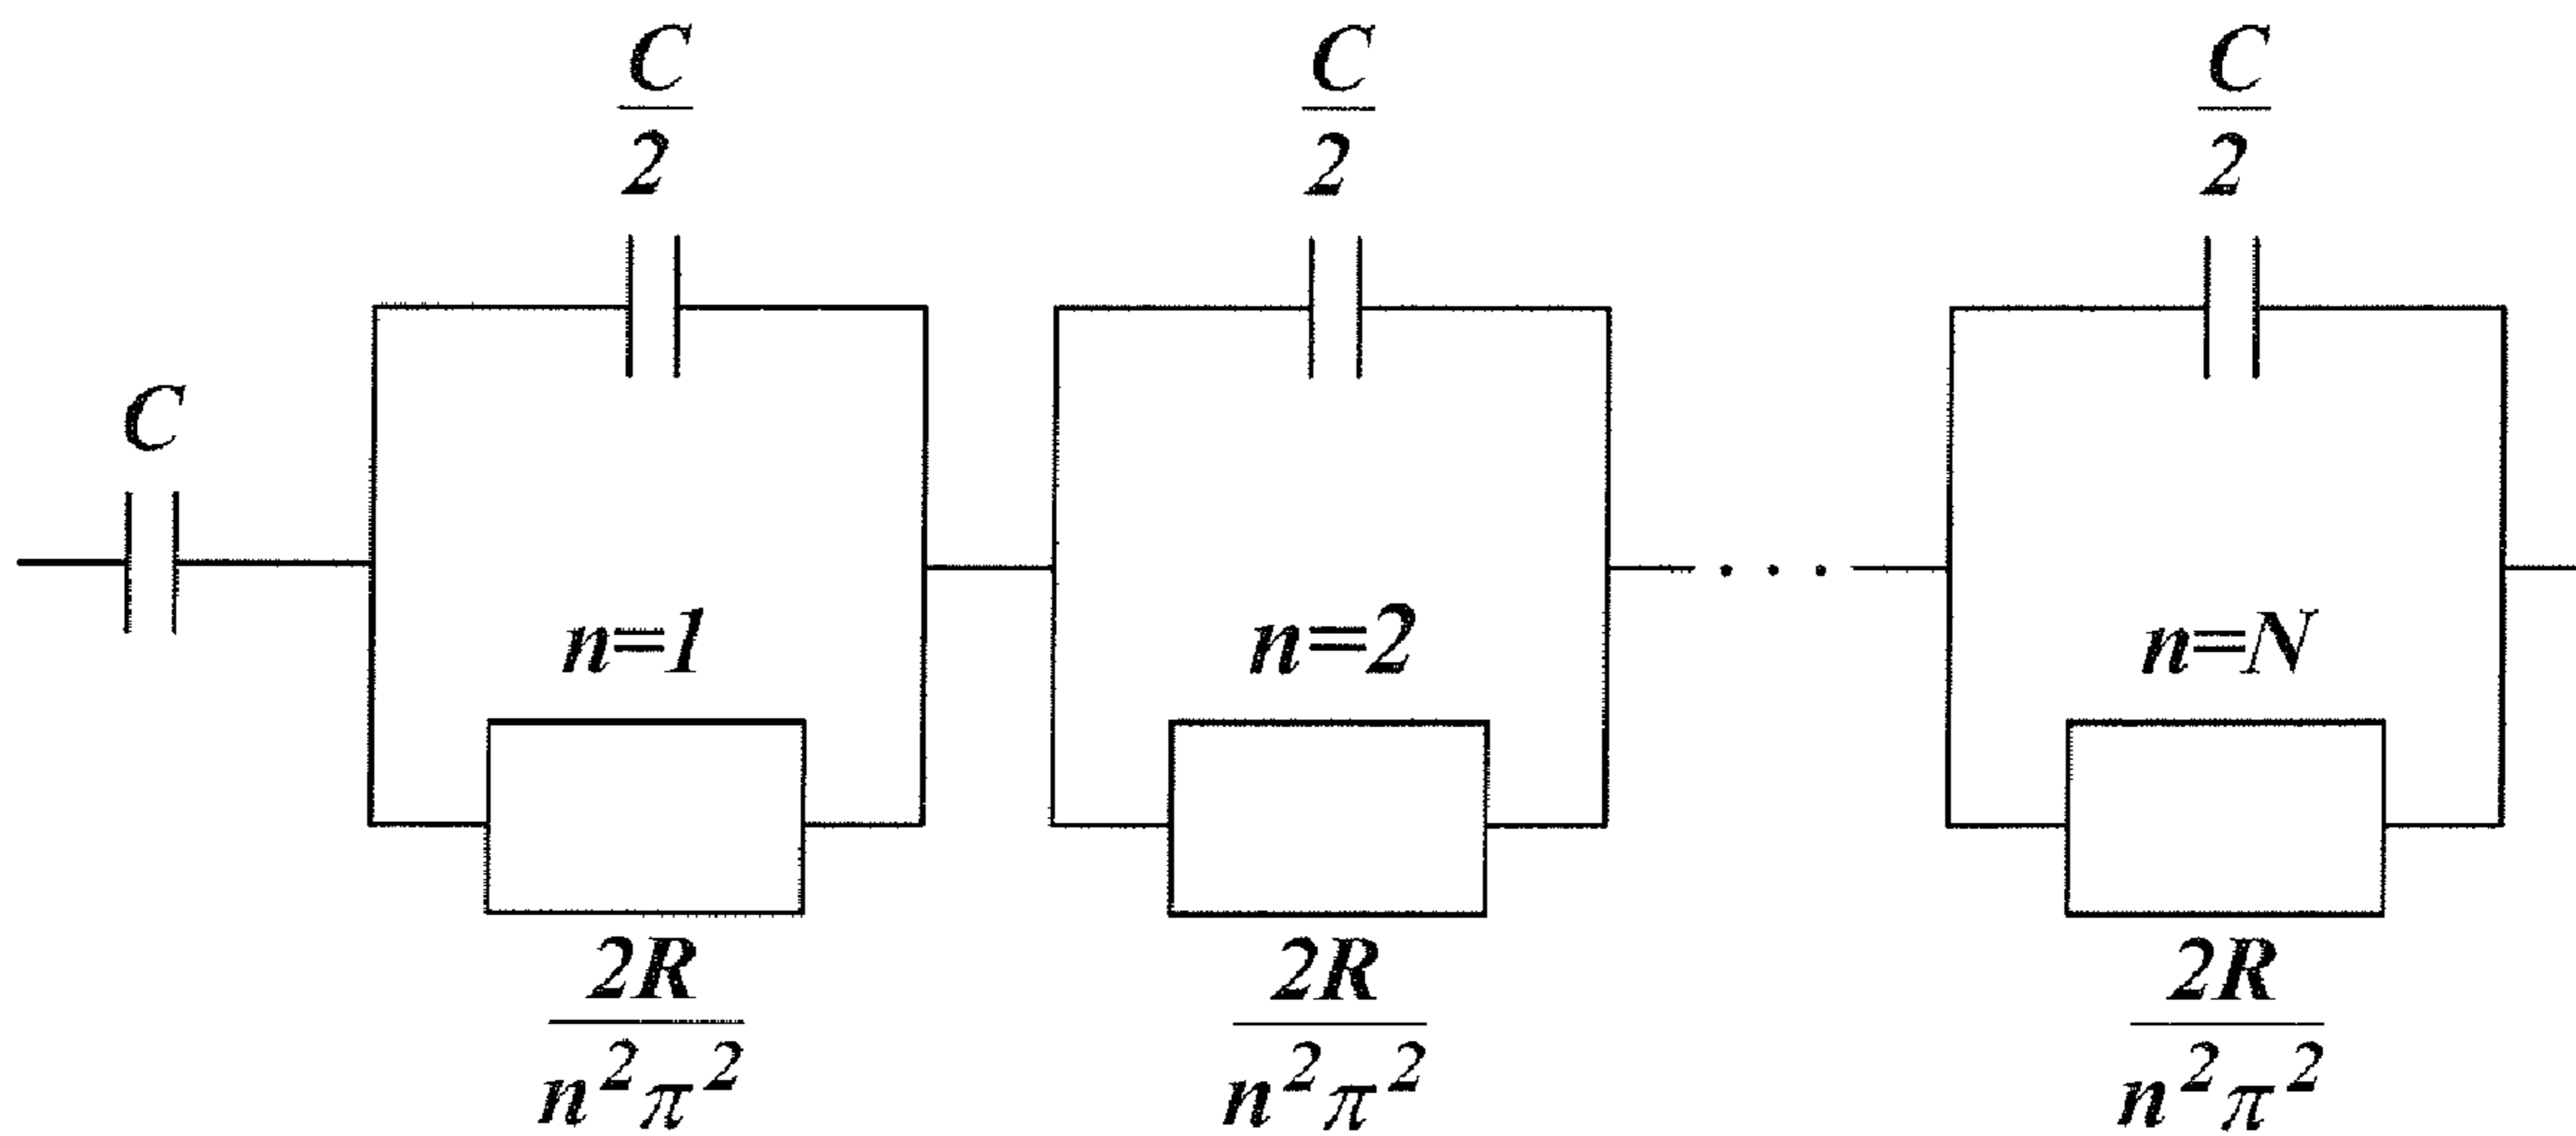 C
C/2
n=1
2R/n²π²
C/2
n=2
2R/n²π²
. . .
C/2
n=N
2R/n²π²